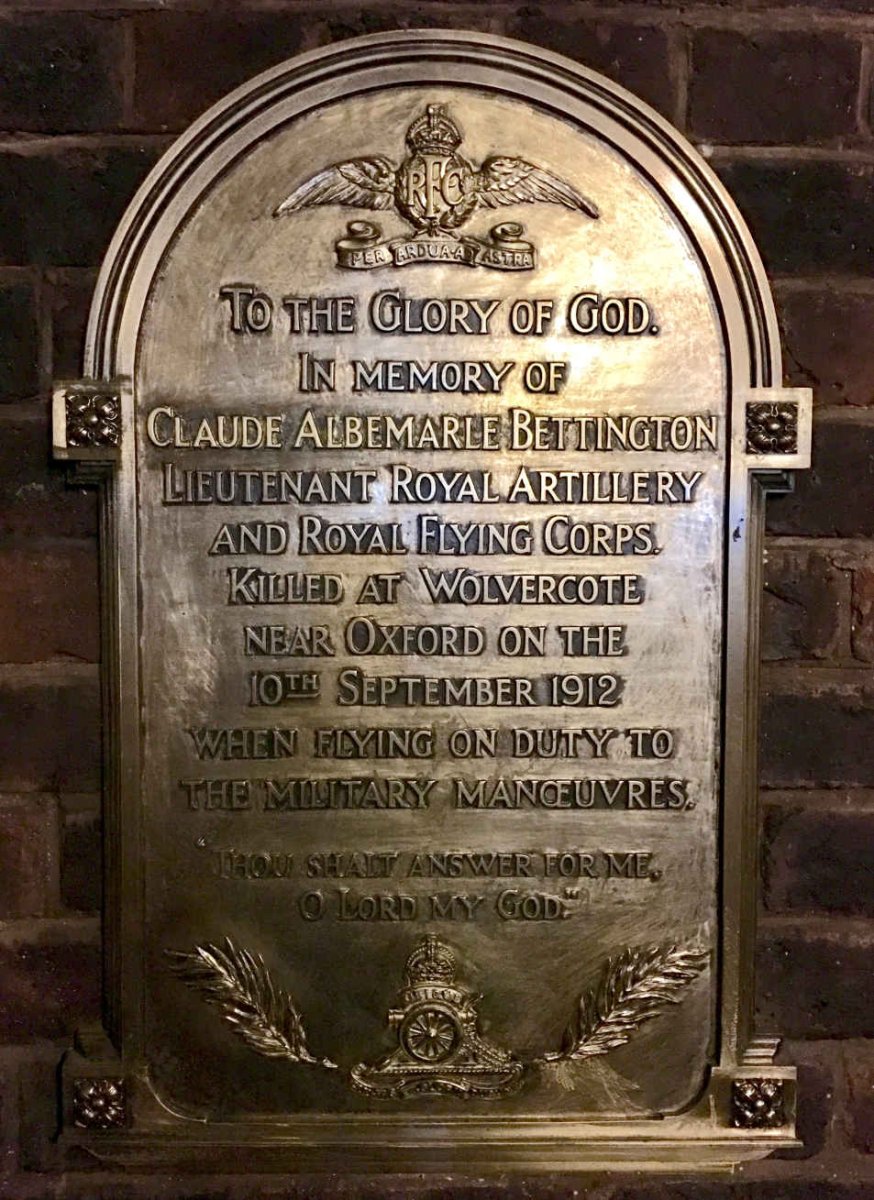 RFC
PER ARDUA·A ASTRA
TO THE GLORY OF GOD.
IN MEMORY OF
CLAUDE ALBEMARLE BETTINGTON
LIEUTENANT ROYAL ARTILLERY
AND ROYAL FLYING CORPS.
KILLED AT WOLVERCOTE
NEAR OXFORD ON THE
10TH SEPTEMBER 1912
WHEN FLYING ON DUTY TO
THE MILITARY MANŒUVRES.
"THOU SHALT ANSWER FOR ME,
O LORD MY GOD."